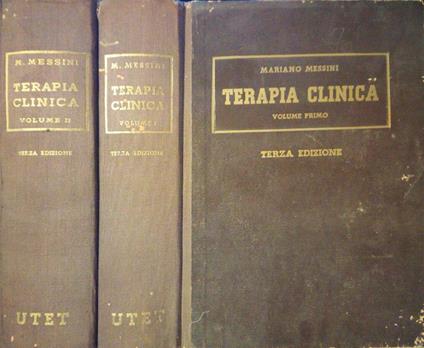 M. MESSINI
TERAPIA
CLINICA
VOLUME II
TERZA EDIZIONE
UTET
M. MESSINI
TERAPIA
CLINICA
VOLUME I
TERZA EDIZIONE
UTET
MARIANO MESSINI
TERAPIA CLINICA
VOLUME PRIMO
TERZA EDIZIONE